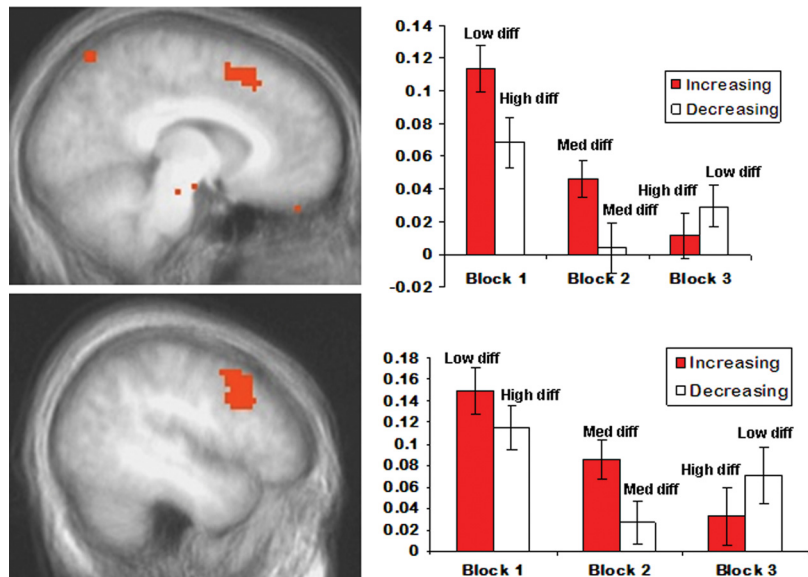 0.14
0.12
0.1
0.08
0.06
0.04
0.02
0
-0.02
Low diff
High diff
Med diff
Med diff
High diff
Low diff
Increasing
Decreasing
Block 1
Block 2
Block 3
0.18
0.16
0.14
0.12
0.1
0.08
0.06
0.04
0.02
0
Low diff
High diff
Med diff
Med diff
High diff
Low diff
Increasing
Decreasing
Block 1
Block 2
Block 3